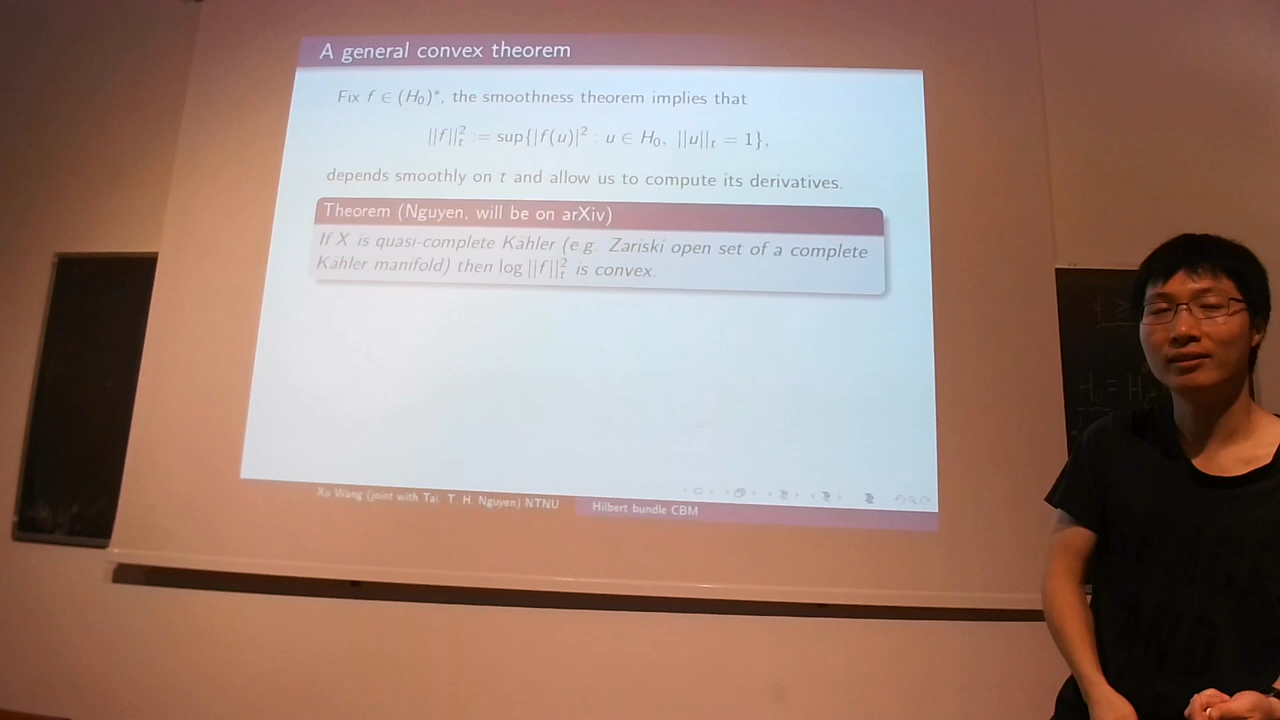 A general convex theorem
Fix f ∈ (H₀)*, the smoothness theorem implies that
||f||²ₜ := sup{|f(u)|² : u ∈ H₀, ||u||ₜ = 1},
depends smoothly on t and allow us to compute its derivatives.
Theorem (Nguyen, will be on arXiv)
If X is quasi-complete Kähler (e.g. Zariski open set of a complete
Kähler manifold) then log ||f||²ₜ is convex.
Xu Wang (joint with Tai. T. H. Nguyen) NTNU
Hilbert bundle CBM